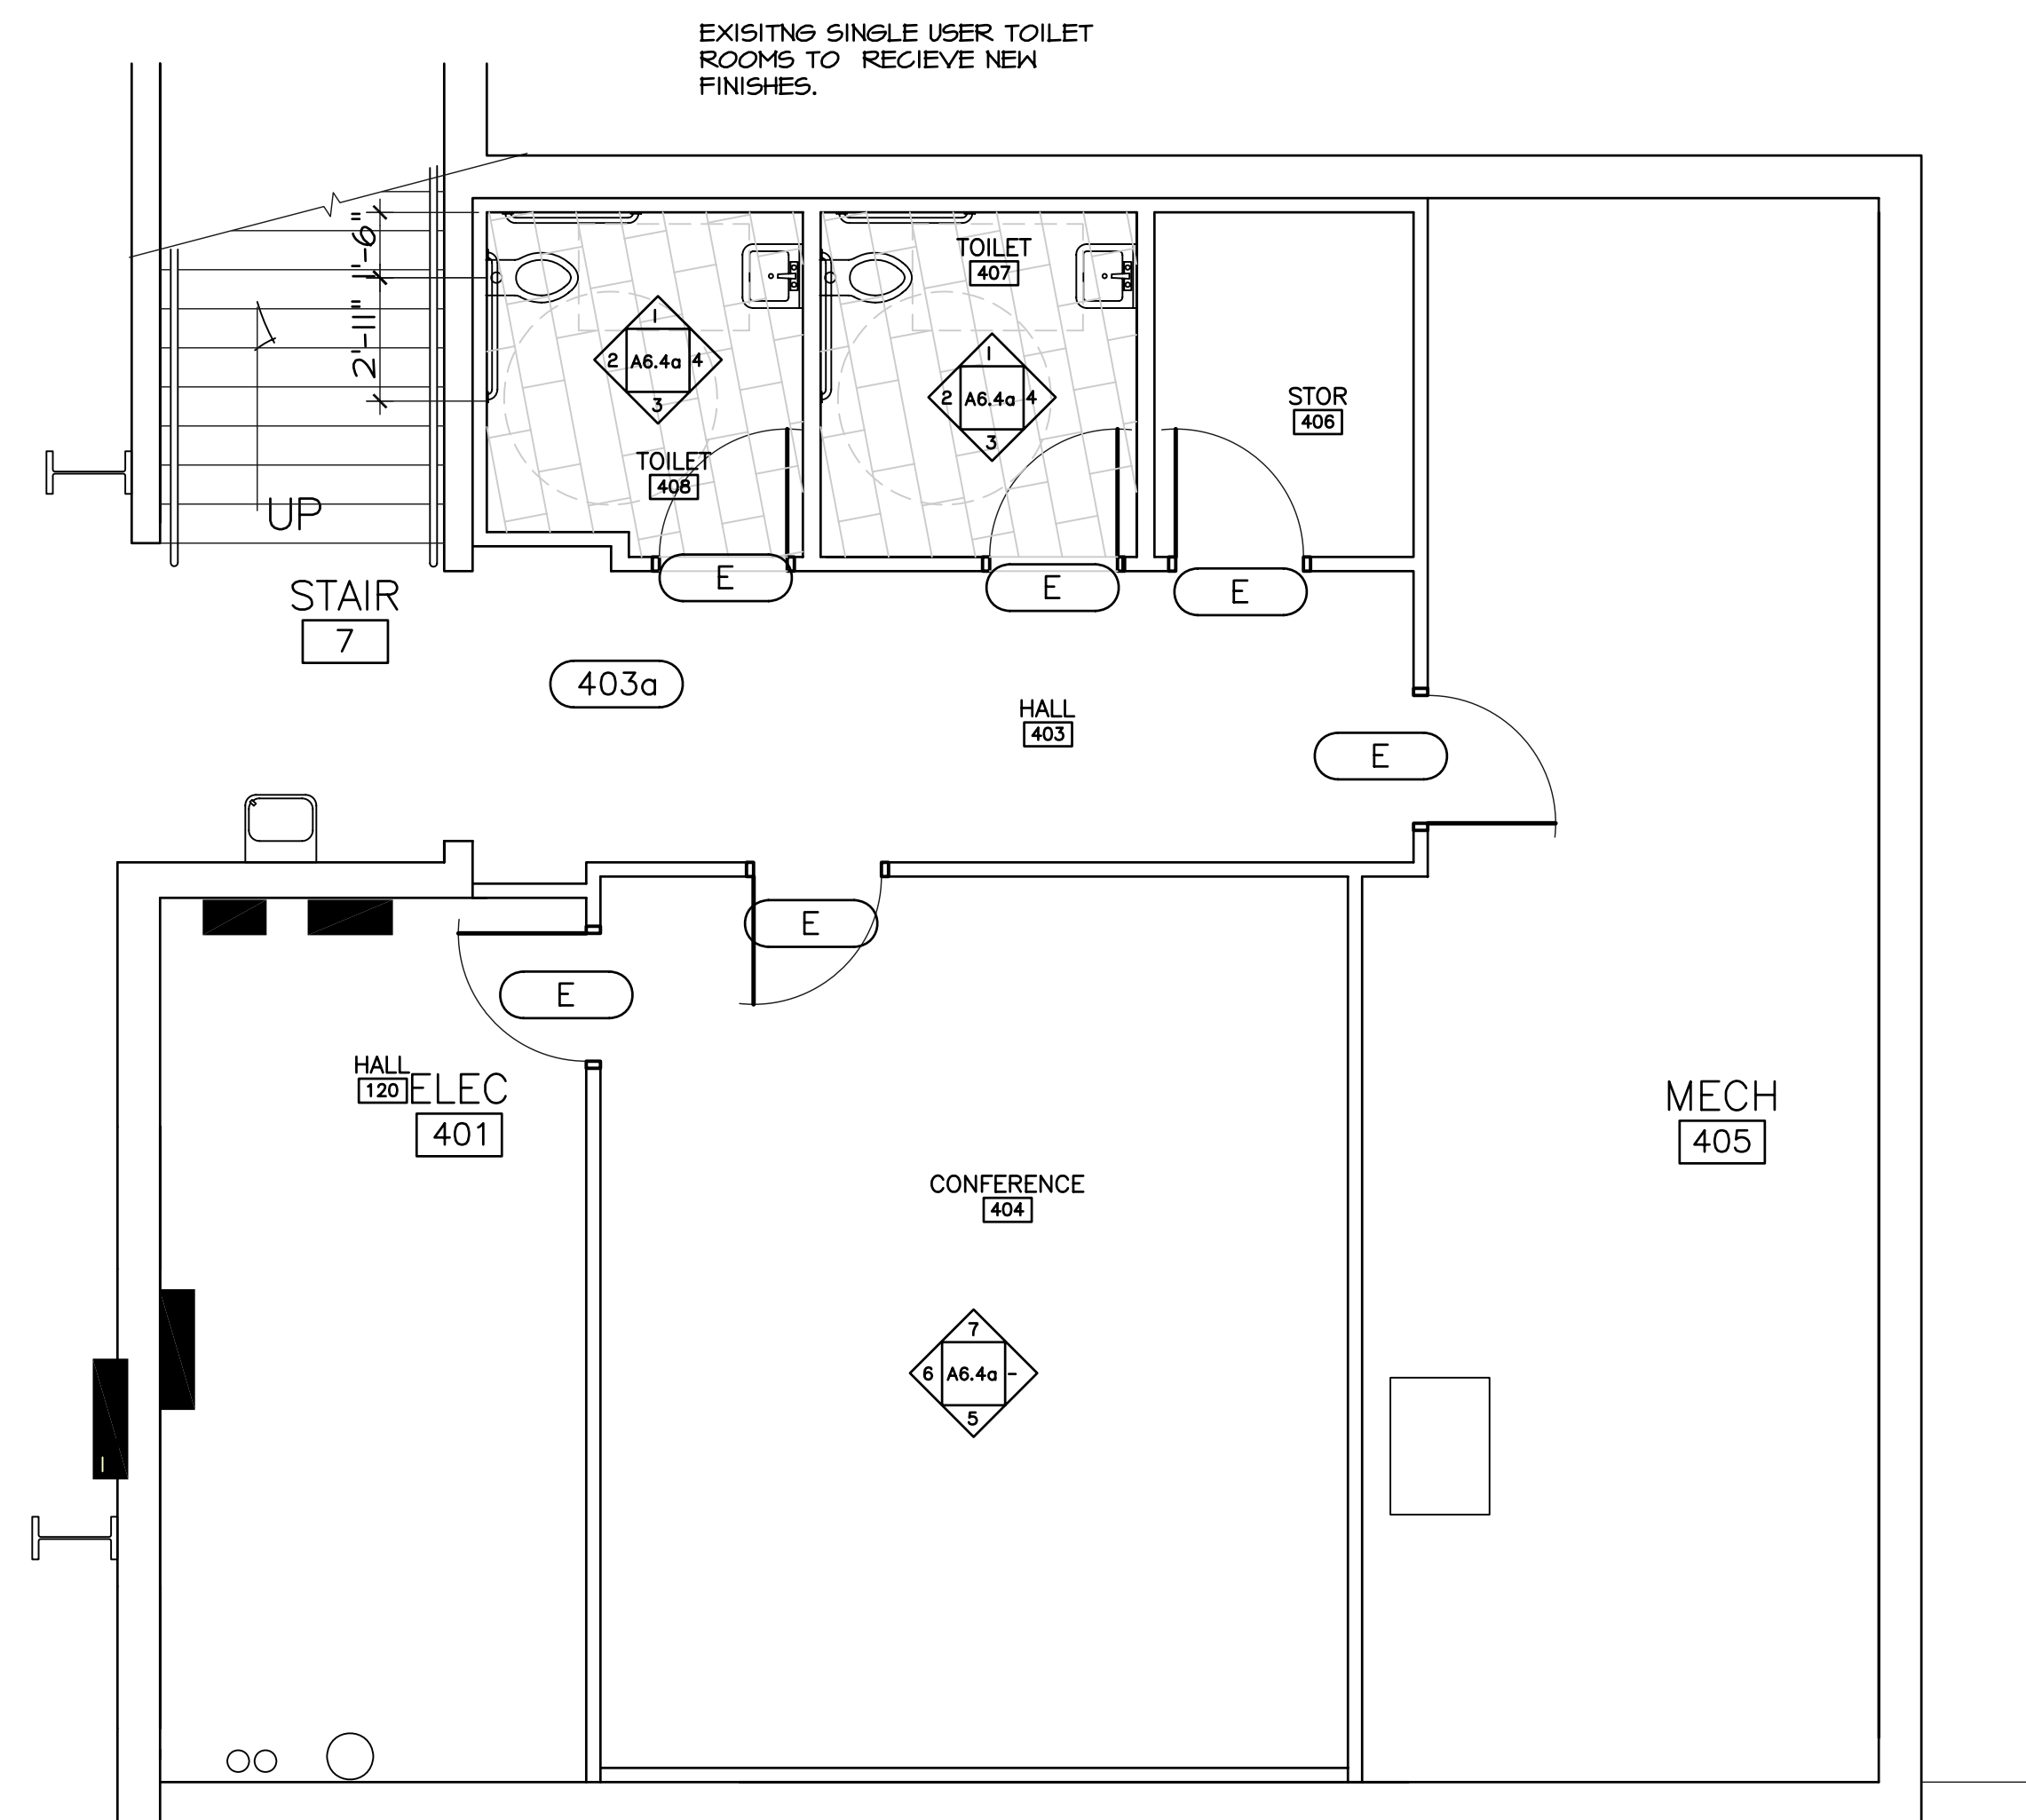 EXISITNG SINGLE USER TOILET
ROOMS TO RECIEVE NEW
FINISHES.
1'-6"
2'-11"
UP
STAIR
7
1
2 A6.4a 4
3
TOILET
408
TOILET
407
1
2 A6.4a 4
3
STOR
406
E
E
E
403a
HALL
403
E
E
E
HALL
120
ELEC
401
MECH
405
CONFERENCE
404
7
6 A6.4a -
5